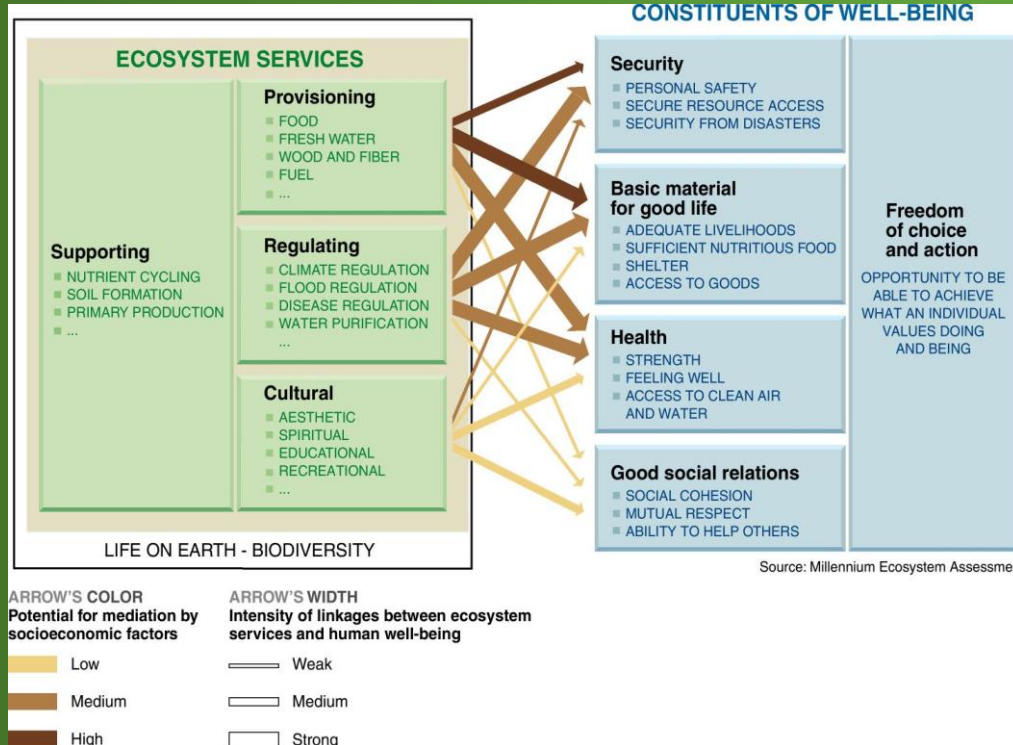 CONSTITUENTS OF WELL-BEING
ECOSYSTEM SERVICES
Supporting
NUTRIENT CYCLING
SOIL FORMATION
PRIMARY PRODUCTION
...
Provisioning
FOOD
FRESH WATER
WOOD AND FIBER
FUEL
...
Regulating
CLIMATE REGULATION
FLOOD REGULATION
DISEASE REGULATION
WATER PURIFICATION
...
Cultural
AESTHETIC
SPIRITUAL
EDUCATIONAL
RECREATIONAL
...
LIFE ON EARTH - BIODIVERSITY
Security
PERSONAL SAFETY
SECURE RESOURCE ACCESS
SECURITY FROM DISASTERS
Basic material
for good life
ADEQUATE LIVELIHOODS
SUFFICIENT NUTRITIOUS FOOD
SHELTER
ACCESS TO GOODS
Health
STRENGTH
FEELING WELL
ACCESS TO CLEAN AIR
AND WATER
Good social relations
SOCIAL COHESION
MUTUAL RESPECT
ABILITY TO HELP OTHERS
Freedom
of choice
and action
OPPORTUNITY TO BE
ABLE TO ACHIEVE
WHAT AN INDIVIDUAL
VALUES DOING
AND BEING
Source: Millennium Ecosystem Assessme
ARROW'S COLOR
Potential for mediation by
socioeconomic factors
Low
Medium
High
ARROW'S WIDTH
Intensity of linkages between ecosystem
services and human well-being
Weak
Medium
Strong